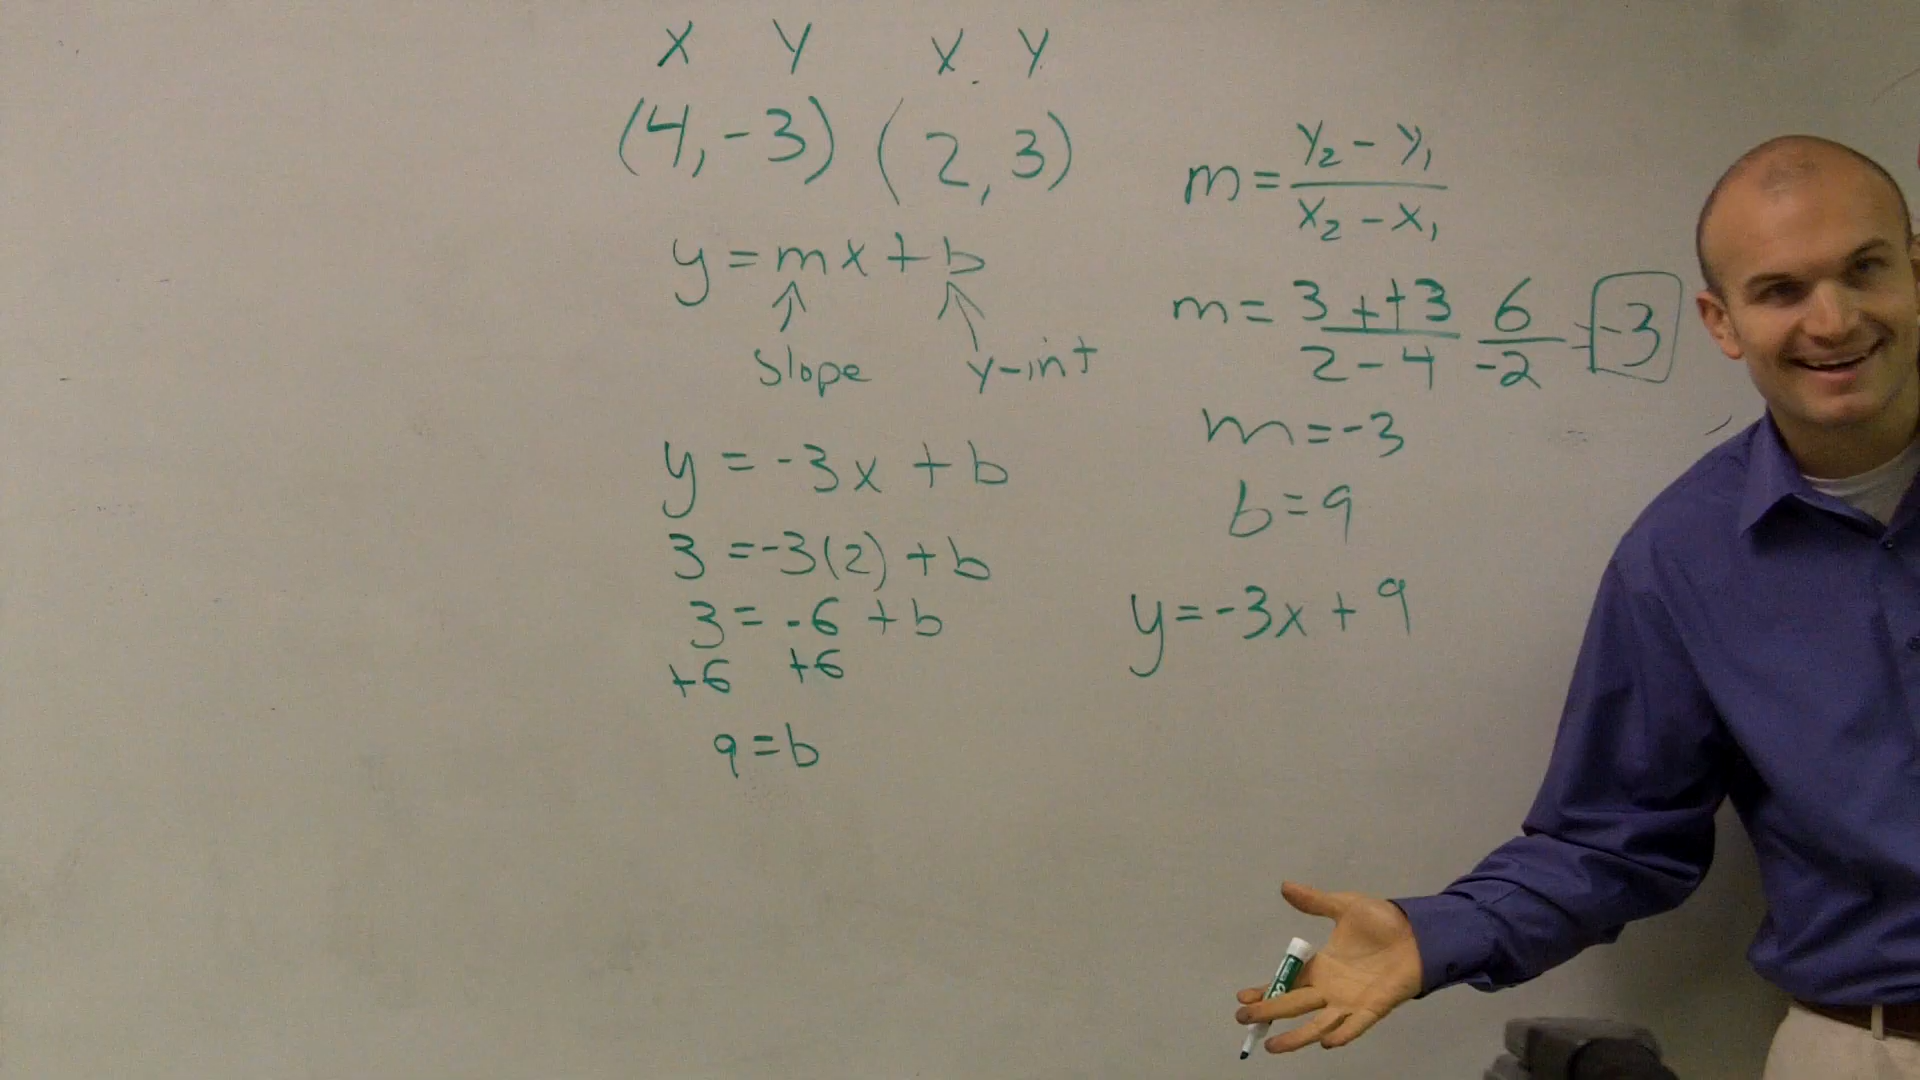 X Y X Y
(4, -3) (2, 3)
y = mx + b
slope y-int
y = -3x + b
3 = -3(2) + b
3 = -6 + b
+6 +6
9 = b
m = y₂ - y₁
x₂ - x₁
m = 3 + +3 6 = -3
2 - 4 -2
m = -3
b = 9
y = -3x + 9